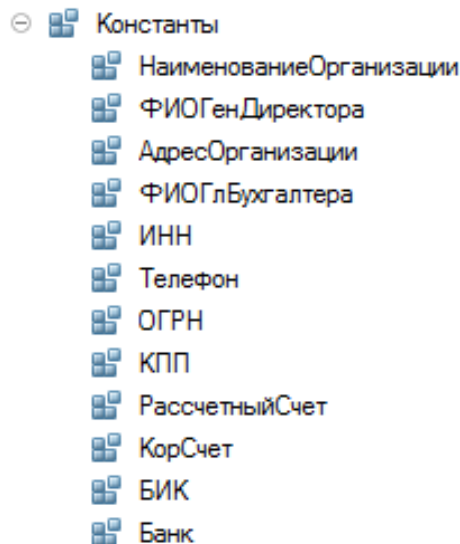 Константы
НаименованиеОрганизации
ФИОГенДиректора
АдресОрганизации
ФИОГлБухгалтера
ИНН
Телефон
ОГРН
КПП
РассчетныйСчет
КорСчет
БИК
Банк